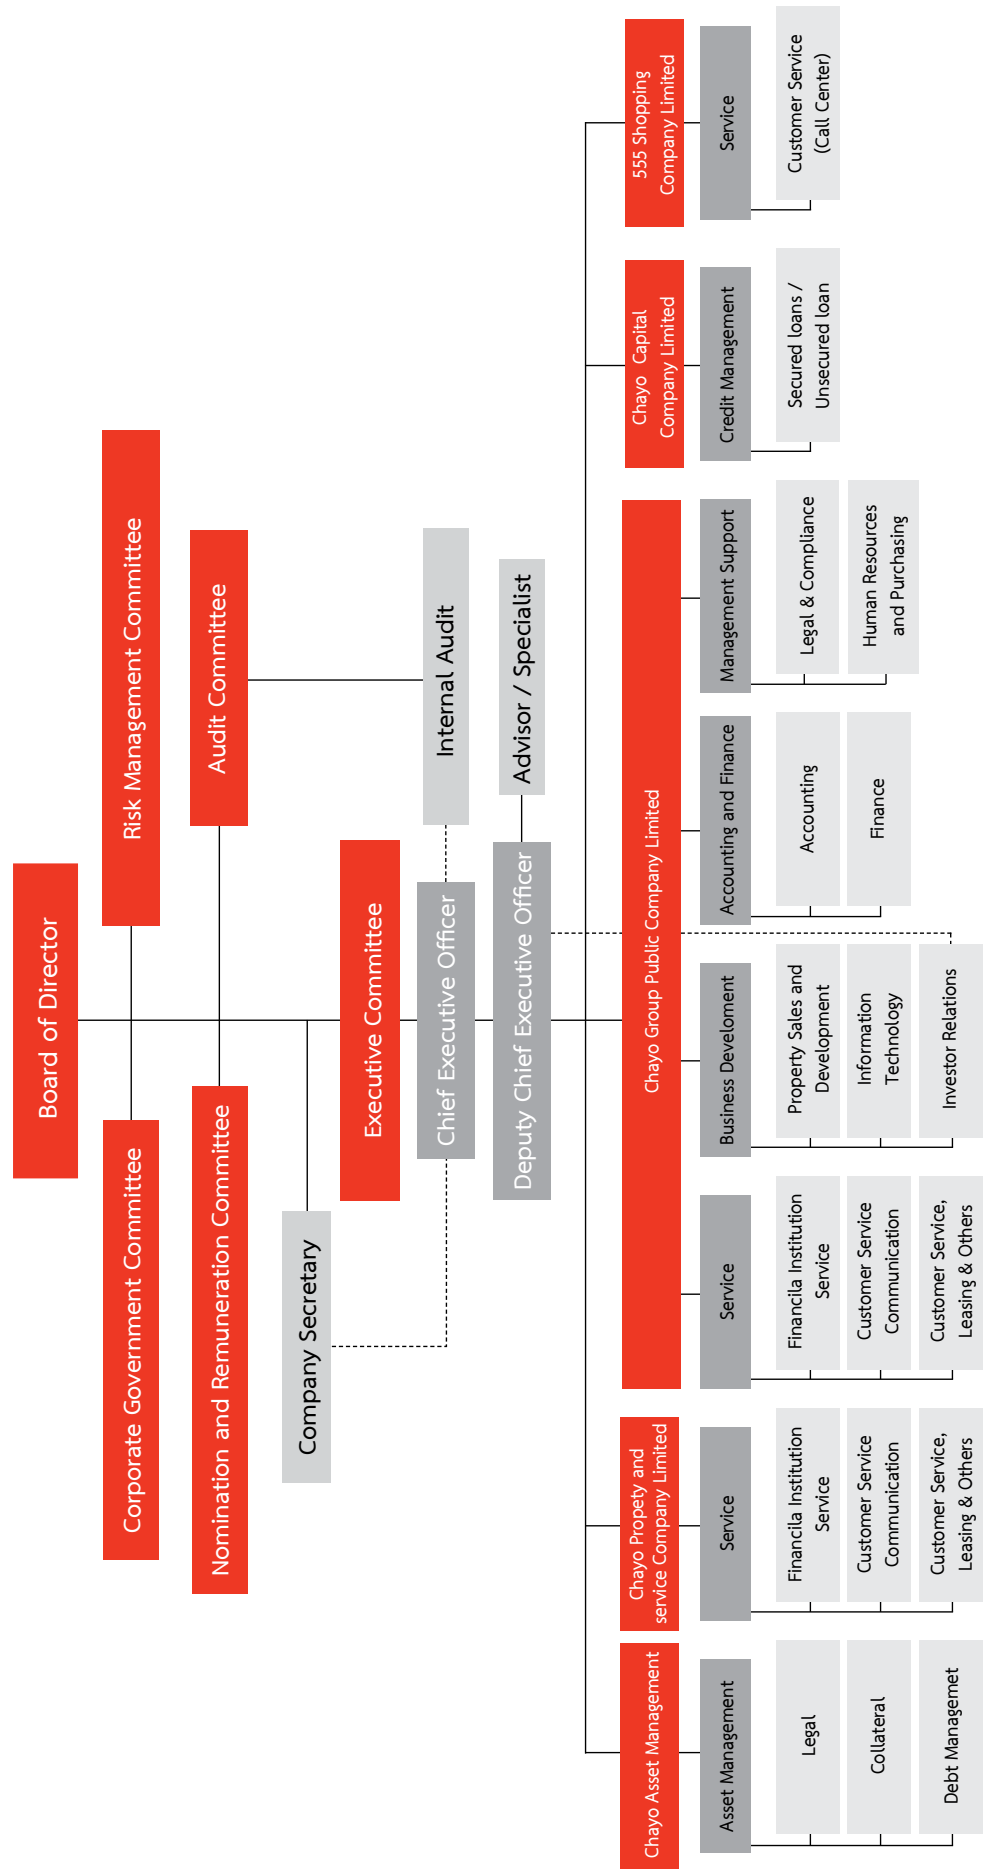 Board of Director
Corporate Government Committee
Risk Management Committee
Nomination and Remuneration Committee
Audit Committee
Company Secretary
Executive Committee
Chief Executive Officer
Internal Audit
Deputy Chief Executive Officer
Advisor / Specialist
Chayo Asset Management
Asset Management
Legal
Collateral
Debt Managemet
Chayo Propety and
service Company Limited
Service
Financila Institution
Service
Customer Service
Communication
Customer Service,
Leasing & Others
Chayo Group Public Company Limited
Service
Financila Institution
Service
Customer Service
Communication
Customer Service,
Leasing & Others
Business Develoment
Property Sales and
Development
Information
Technology
Investor Relations
Accounting and Finance
Accounting
Finance
Management Support
Legal & Compliance
Human Resources
and Purchasing
Chayo Capital
Company Limited
Credit Management
Secured loans /
Unsecured loan
555 Shopping
Company Limited
Service
Customer Service
(Call Center)